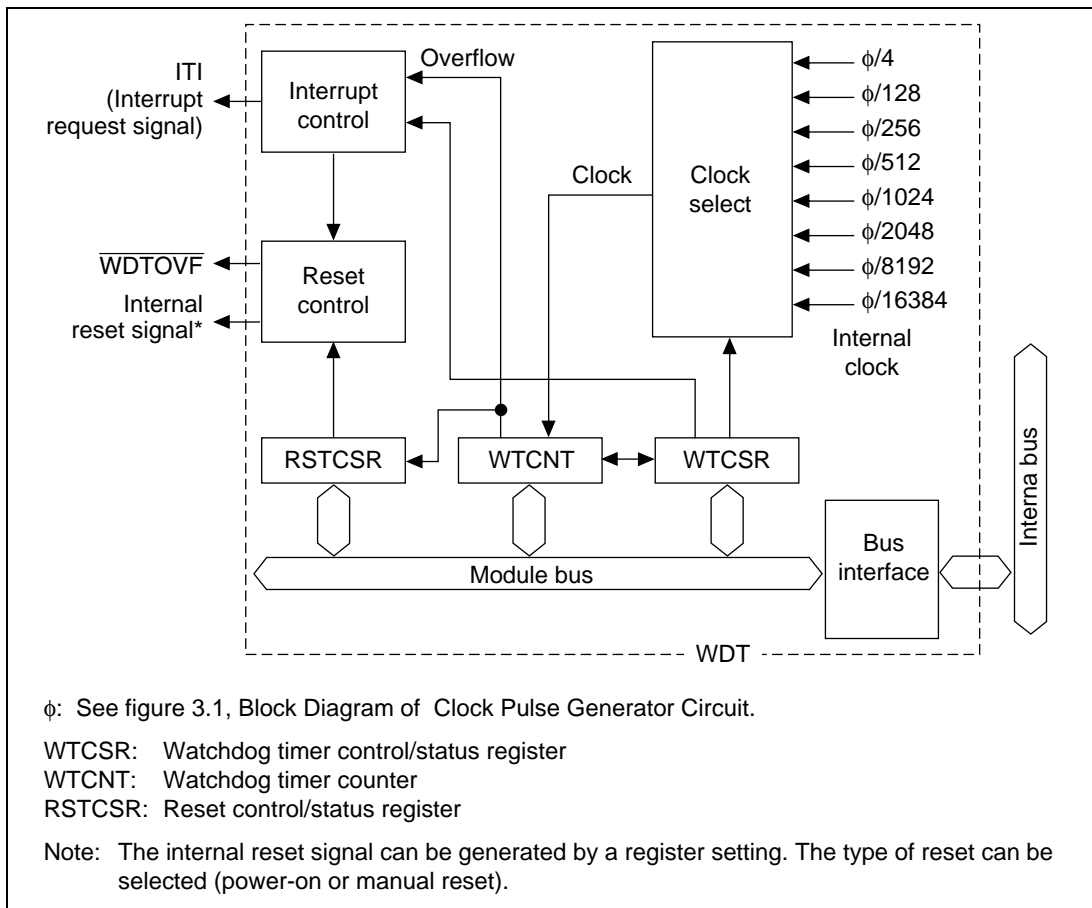 ITI
(Interrupt
request signal)
Interrupt
control
Overflow
WDTOVF
Internal
reset signal*
Reset
control
Clock
Clock
select
ϕ/4
ϕ/128
ϕ/256
ϕ/512
ϕ/1024
ϕ/2048
ϕ/8192
ϕ/16384
Internal
clock
RSTCSR
WTCNT
WTCSR
Module bus
Bus
interface
Interna bus
WDT
ϕ: See figure 3.1, Block Diagram of Clock Pulse Generator Circuit.
WTCSR: Watchdog timer control/status register
WTCNT: Watchdog timer counter
RSTCSR: Reset control/status register
Note: The internal reset signal can be generated by a register setting. The type of reset can be
selected (power-on or manual reset).